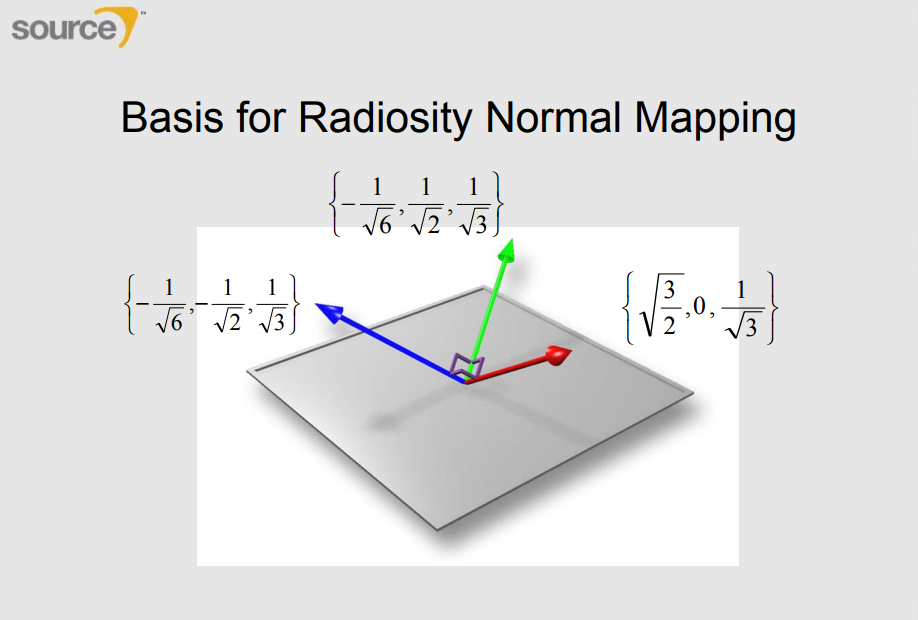 source™
Basis for Radiosity Normal Mapping
{-1/√6, 1/√2, 1/√3}
{-1/√6, -1/√2, 1/√3}
{√(3/2), 0, 1/√3}